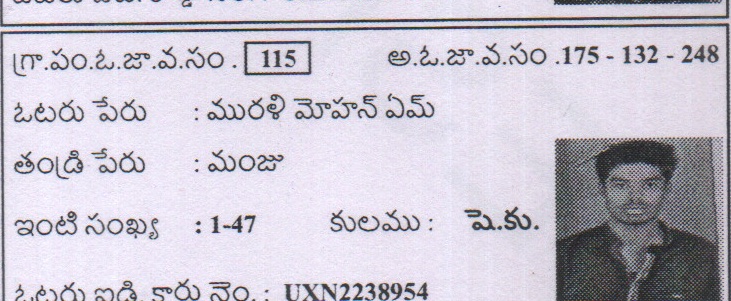 గ్రా.పం.ఓ.జా.వ.సం . 115 అ.ఓ.జా.వ.సం .175 - 132 - 248
ఓటరు పేరు : మురళి మోహన్ ఏమ్
తండ్రి పేరు : మంజు
ఇంటి సంఖ్య : 1-47 కులము : షె.కు.
ఓటరు ఐడి. కార్డు నెం. : UXN2238954